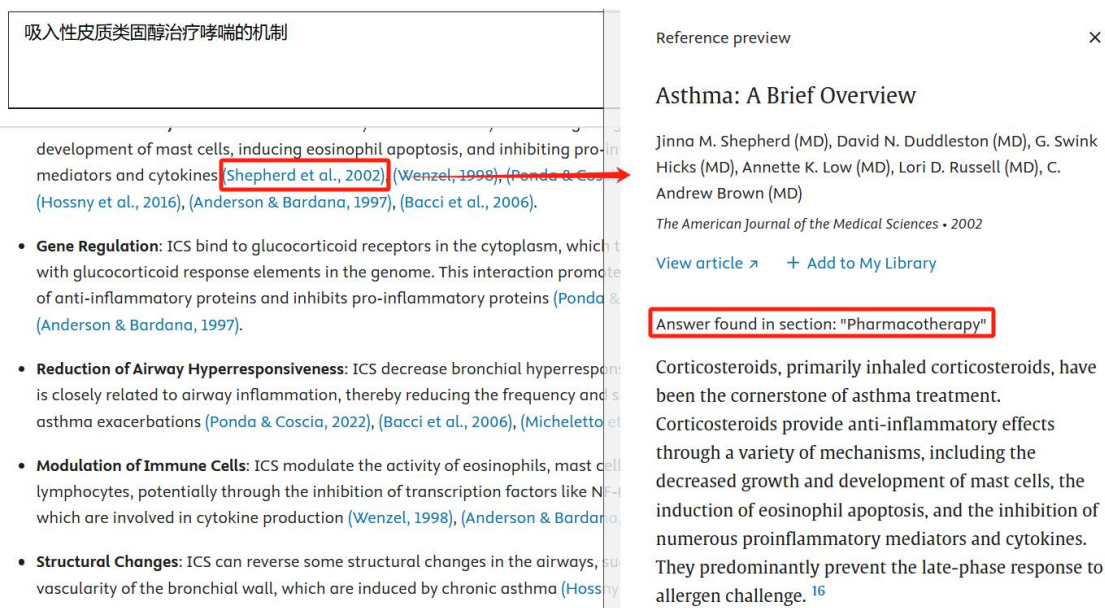 吸入性皮质类固醇治疗哮喘的机制
development of mast cells, inducing eosinophil apoptosis, and inhibiting pro-in
mediators and cytokines (Shepherd et al., 2002), (Wenzel, 1998), (Ponda & Cos
(Hossny et al., 2016), (Anderson & Bardana, 1997), (Bacci et al., 2006).
• Gene Regulation: ICS bind to glucocorticoid receptors in the cytoplasm, which t
with glucocorticoid response elements in the genome. This interaction promote
of anti-inflammatory proteins and inhibits pro-inflammatory proteins (Ponda &
(Anderson & Bardana, 1997).
• Reduction of Airway Hyperresponsiveness: ICS decrease bronchial hyperrespon
is closely related to airway inflammation, thereby reducing the frequency and s
asthma exacerbations (Ponda & Coscia, 2022), (Bacci et al., 2006), (Micheletto et
• Modulation of Immune Cells: ICS modulate the activity of eosinophils, mast cell
lymphocytes, potentially through the inhibition of transcription factors like NF-
which are involved in cytokine production (Wenzel, 1998), (Anderson & Bardana,
• Structural Changes: ICS can reverse some structural changes in the airways, su
vascularity of the bronchial wall, which are induced by chronic asthma (Hossny
Reference preview
×
Asthma: A Brief Overview
Jinna M. Shepherd (MD), David N. Duddleston (MD), G. Swink
Hicks (MD), Annette K. Low (MD), Lori D. Russell (MD), C.
Andrew Brown (MD)
The American Journal of the Medical Sciences • 2002
View article ↗ + Add to My Library
Answer found in section: "Pharmacotherapy"
Corticosteroids, primarily inhaled corticosteroids, have
been the cornerstone of asthma treatment.
Corticosteroids provide anti-inflammatory effects
through a variety of mechanisms, including the
decreased growth and development of mast cells, the
induction of eosinophil apoptosis, and the inhibition of
numerous proinflammatory mediators and cytokines.
They predominantly prevent the late-phase response to
allergen challenge. 16